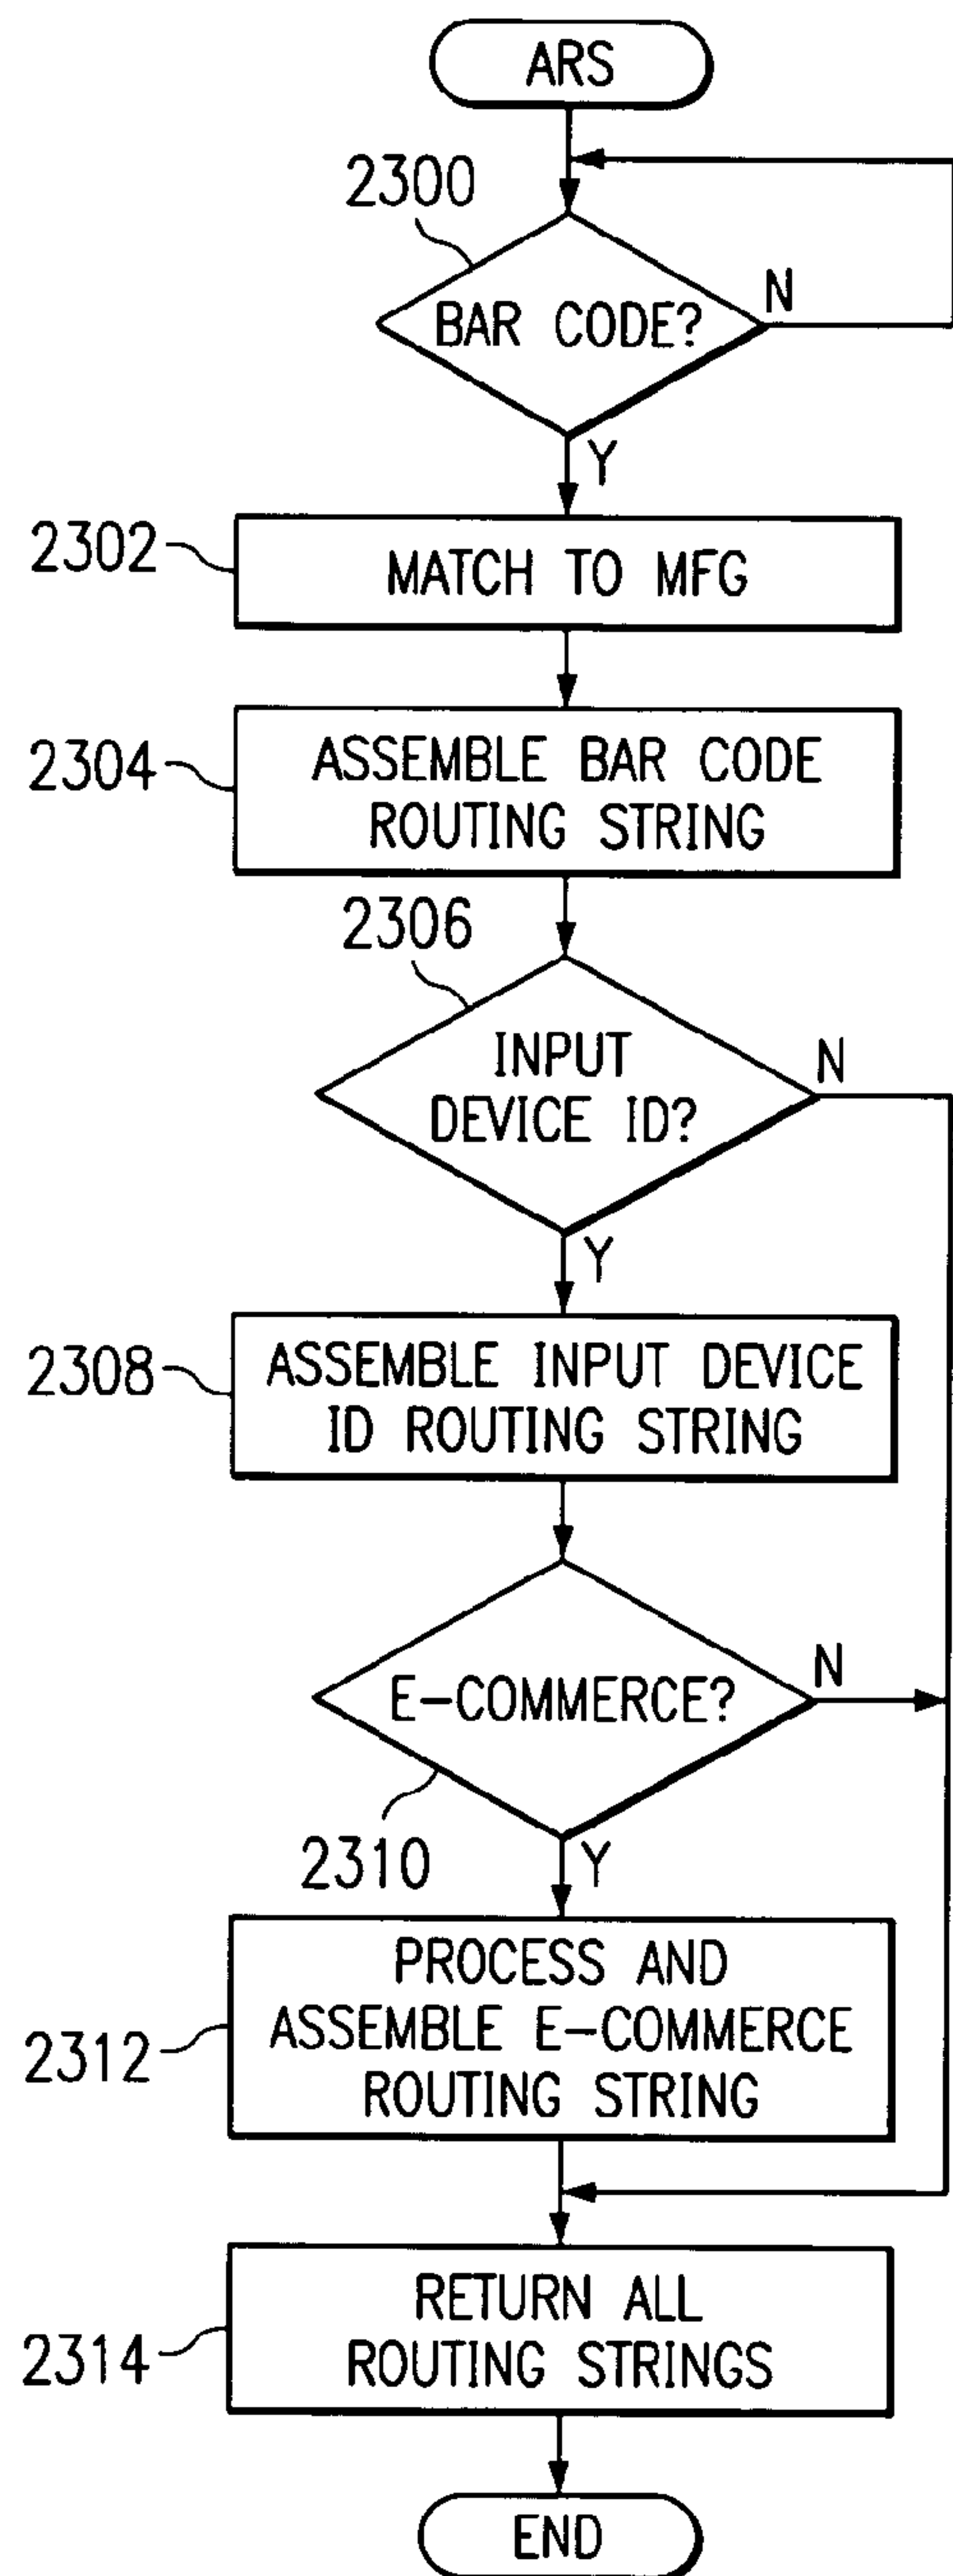 ARS
2300
BAR CODE?
N
Y
2302
MATCH TO MFG
2304
ASSEMBLE BAR CODE
ROUTING STRING
2306
INPUT
DEVICE ID?
N
Y
2308
ASSEMBLE INPUT DEVICE
ID ROUTING STRING
E-COMMERCE?
N
2310
Y
2312
PROCESS AND
ASSEMBLE E-COMMERCE
ROUTING STRING
2314
RETURN ALL
ROUTING STRINGS
END